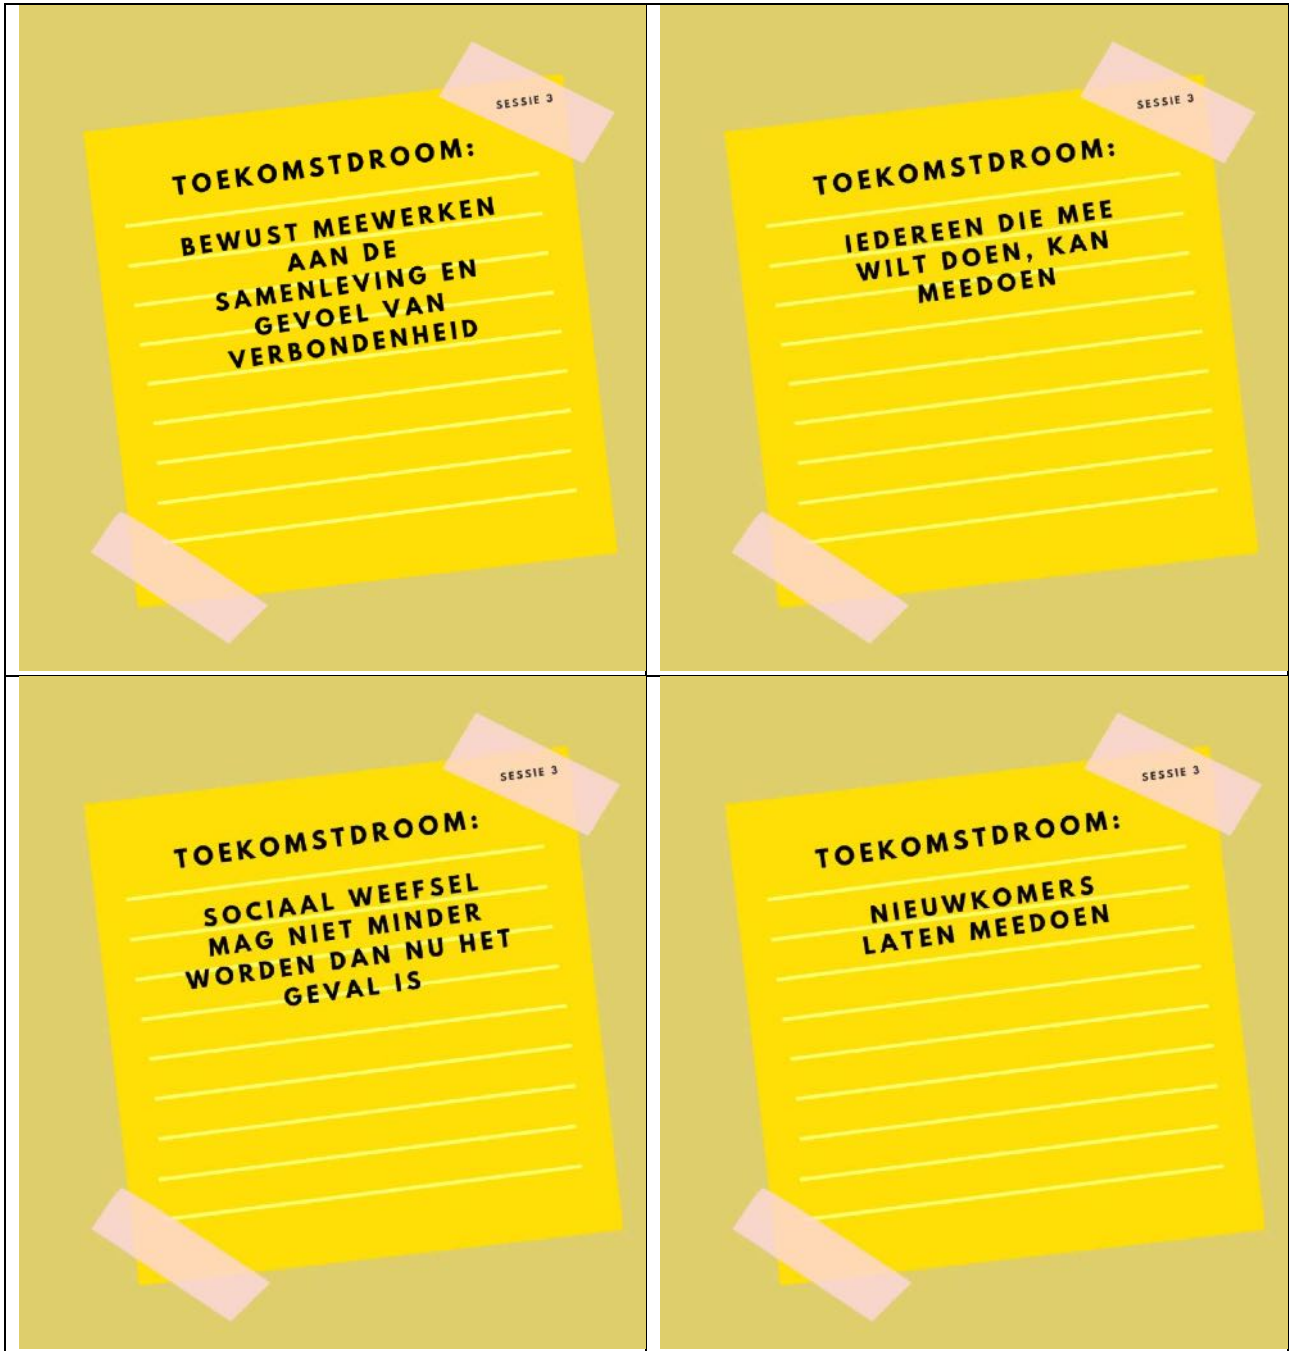 SESSIE 3
TOEKOMSTDROOM:
BEWUST MEEWERKEN
AAN DE
SAMENLEVING EN
GEVOEL VAN
VERBONDENHEID
SESSIE 3
TOEKOMSTDROOM:
IEDEREEN DIE MEE
WILT DOEN, KAN
MEEDOEN
SESSIE 3
TOEKOMSTDROOM:
SOCIAAL WEEFSEL
MAG NIET MINDER
WORDEN DAN NU HET
GEVAL IS
SESSIE 3
TOEKOMSTDROOM:
NIEUWKOMERS
LATEN MEEDOEN